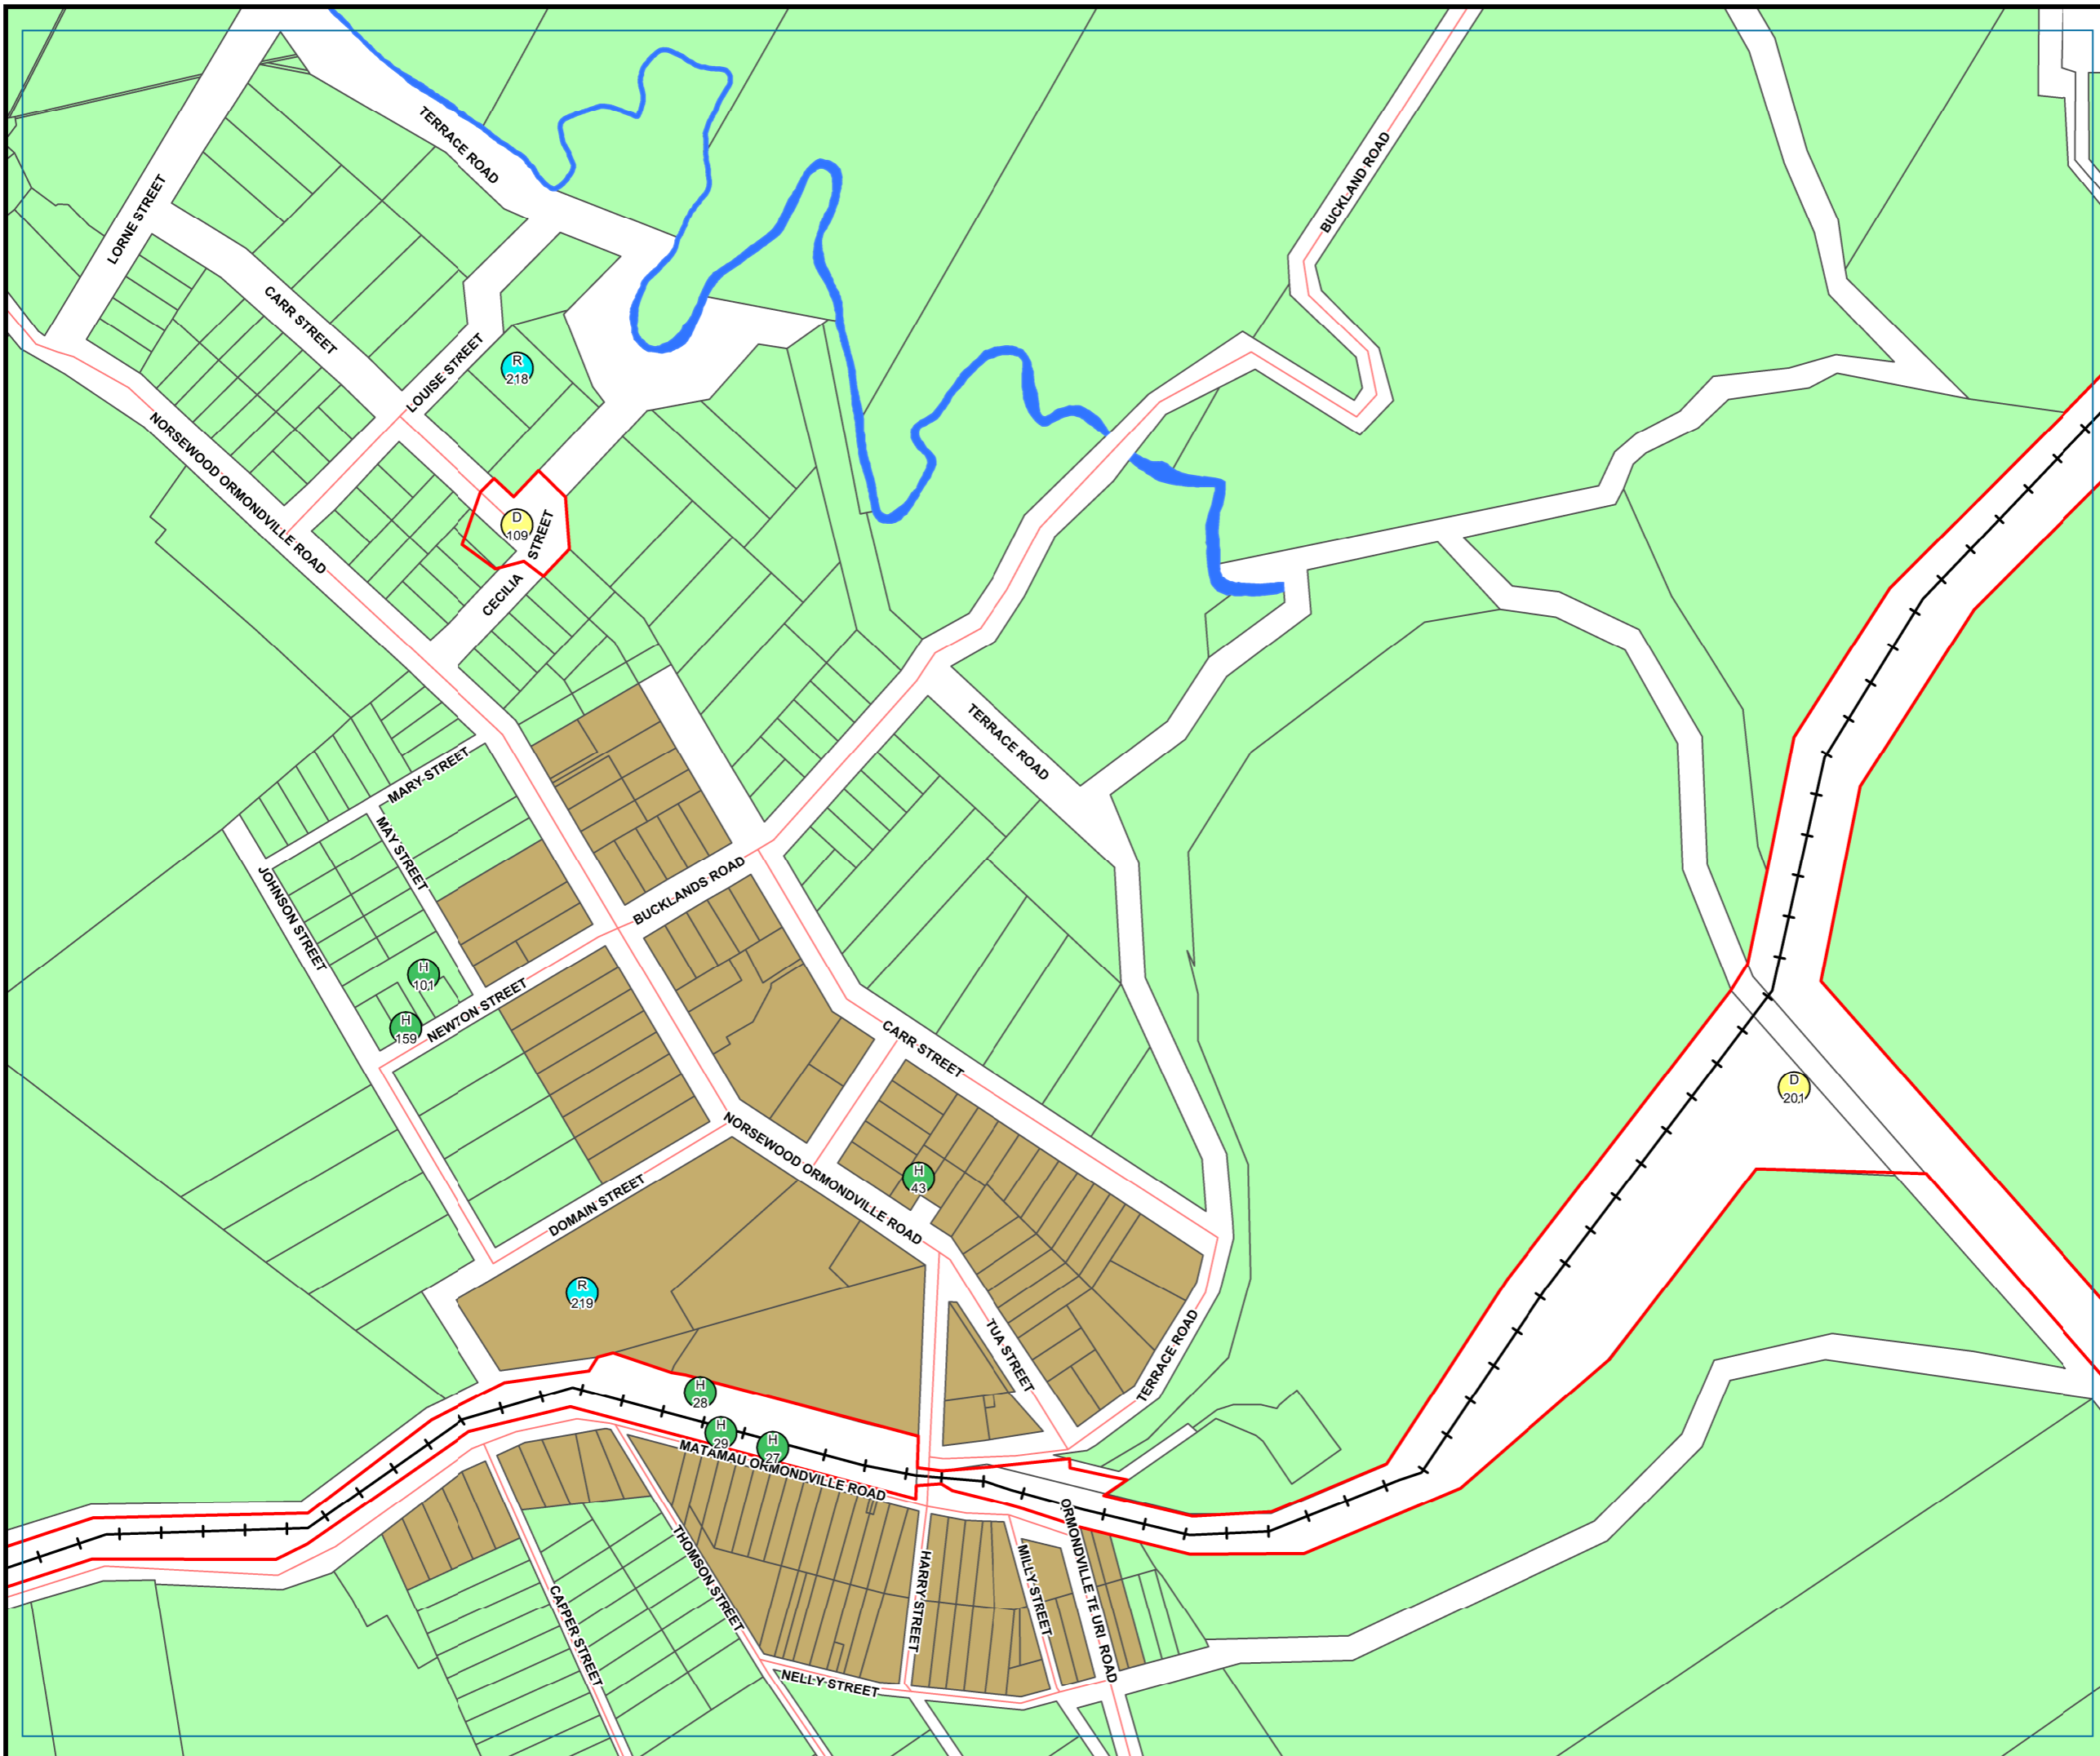 TERRACE ROAD
BUCKLAND ROAD
LORNE STREET
CARR STREET
LOUISE STREET
R
218
NORSEWOOD ORMONDVILLE ROAD
D
109
CECILIA STREET
TERRACE ROAD
MARY STREET
MAY STREET
BUCKLANDS ROAD
JOHNSON STREET
H
101
H
159
NEWTON STREET
CARR STREET
D
201
NORSEWOOD ORMONDVILLE ROAD
H
43
DOMAIN STREET
R
219
TUA STREET
TERRACE ROAD
H
28
H
29
H
27
MATAMAU ORMONDVILLE ROAD
ORMONDVILLE TE URI ROAD
THOMSON STREET
HARRY STREET
MILLY STREET
CAPPER STREET
NELLY STREET